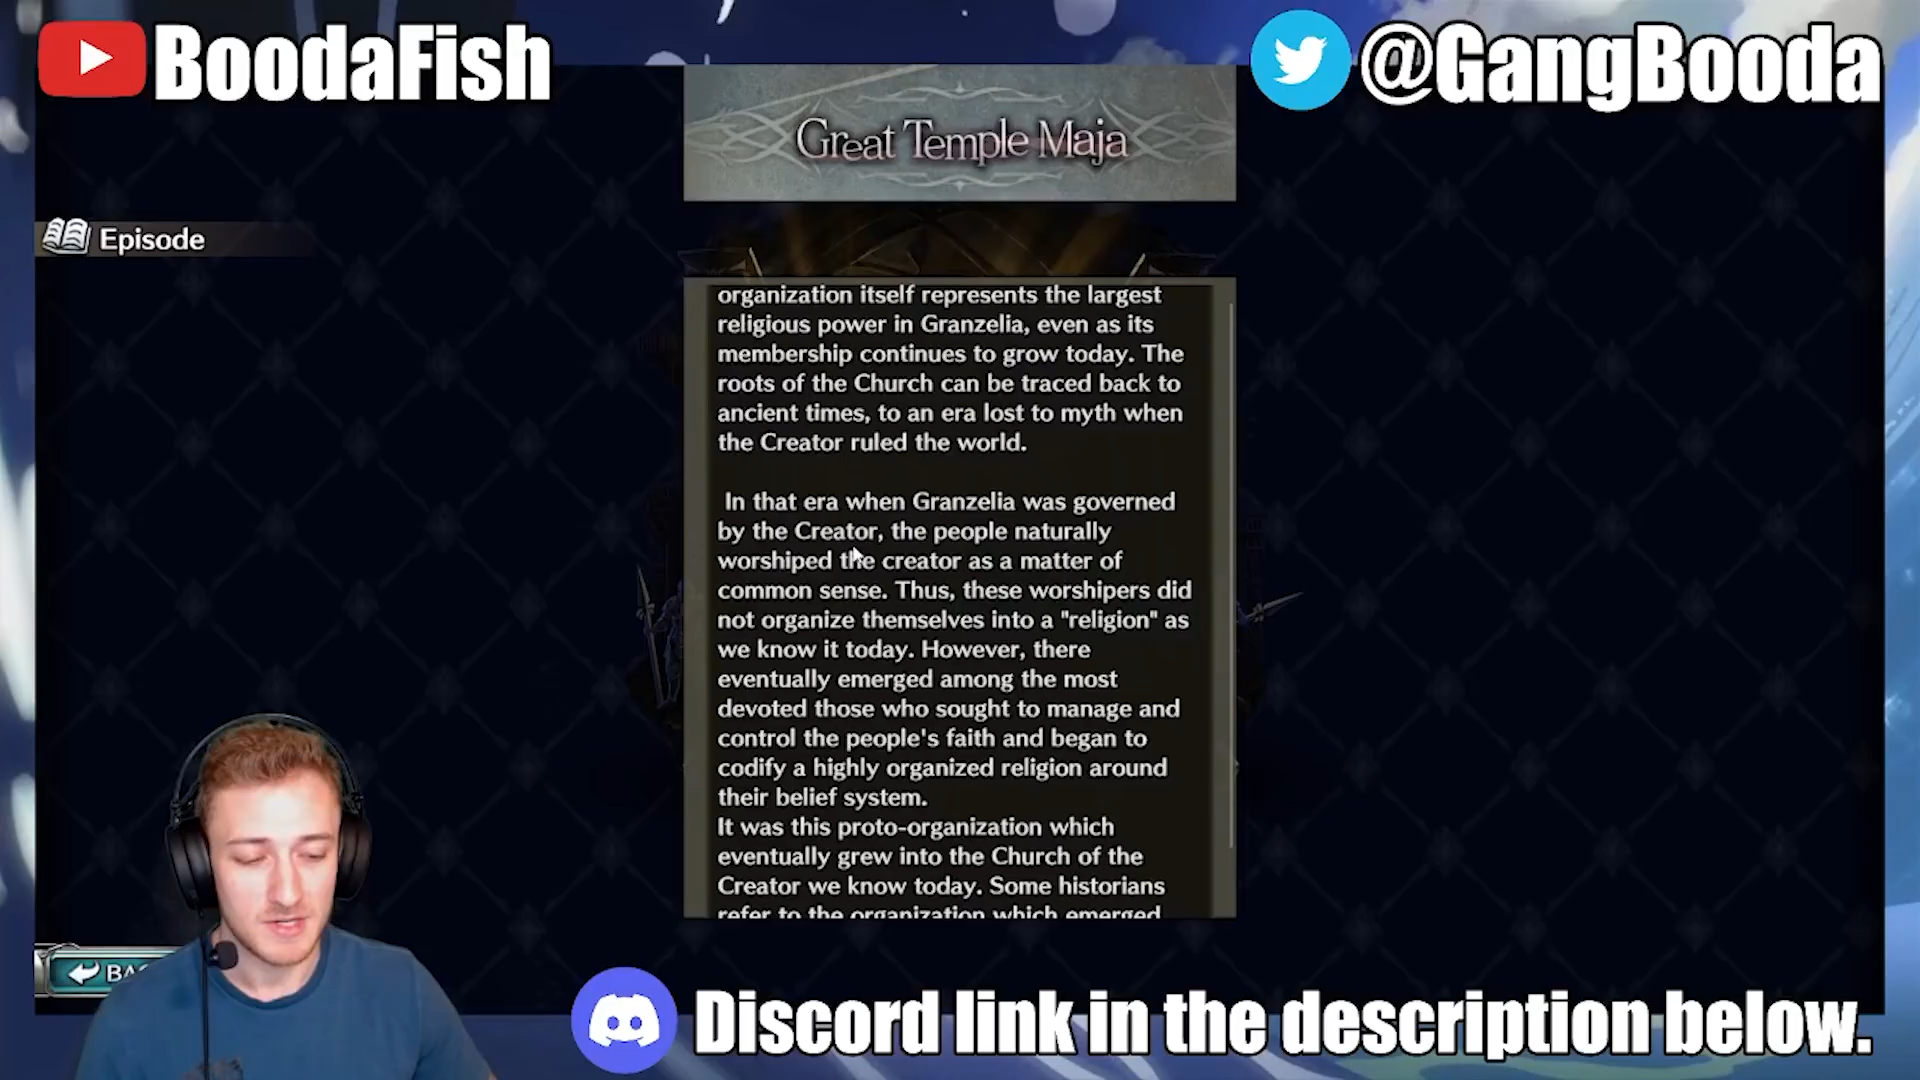 BoodaFish
@GangBooda
Great Temple Maja
Episode
organization itself represents the largest
religious power in Granzelia, even as its
membership continues to grow today. The
roots of the Church can be traced back to
ancient times, to an era lost to myth when
the Creator ruled the world.
In that era when Granzelia was governed
by the Creator, the people naturally
worshiped the creator as a matter of
common sense. Thus, these worshipers did
not organize themselves into a "religion" as
we know it today. However, there
eventually emerged among the most
devoted those who sought to manage and
control the people's faith and began to
codify a highly organized religion around
their belief system.
It was this proto-organization which
eventually grew into the Church of the
Creator we know today. Some historians
refer to the organization which emerged
Discord link in the description below.